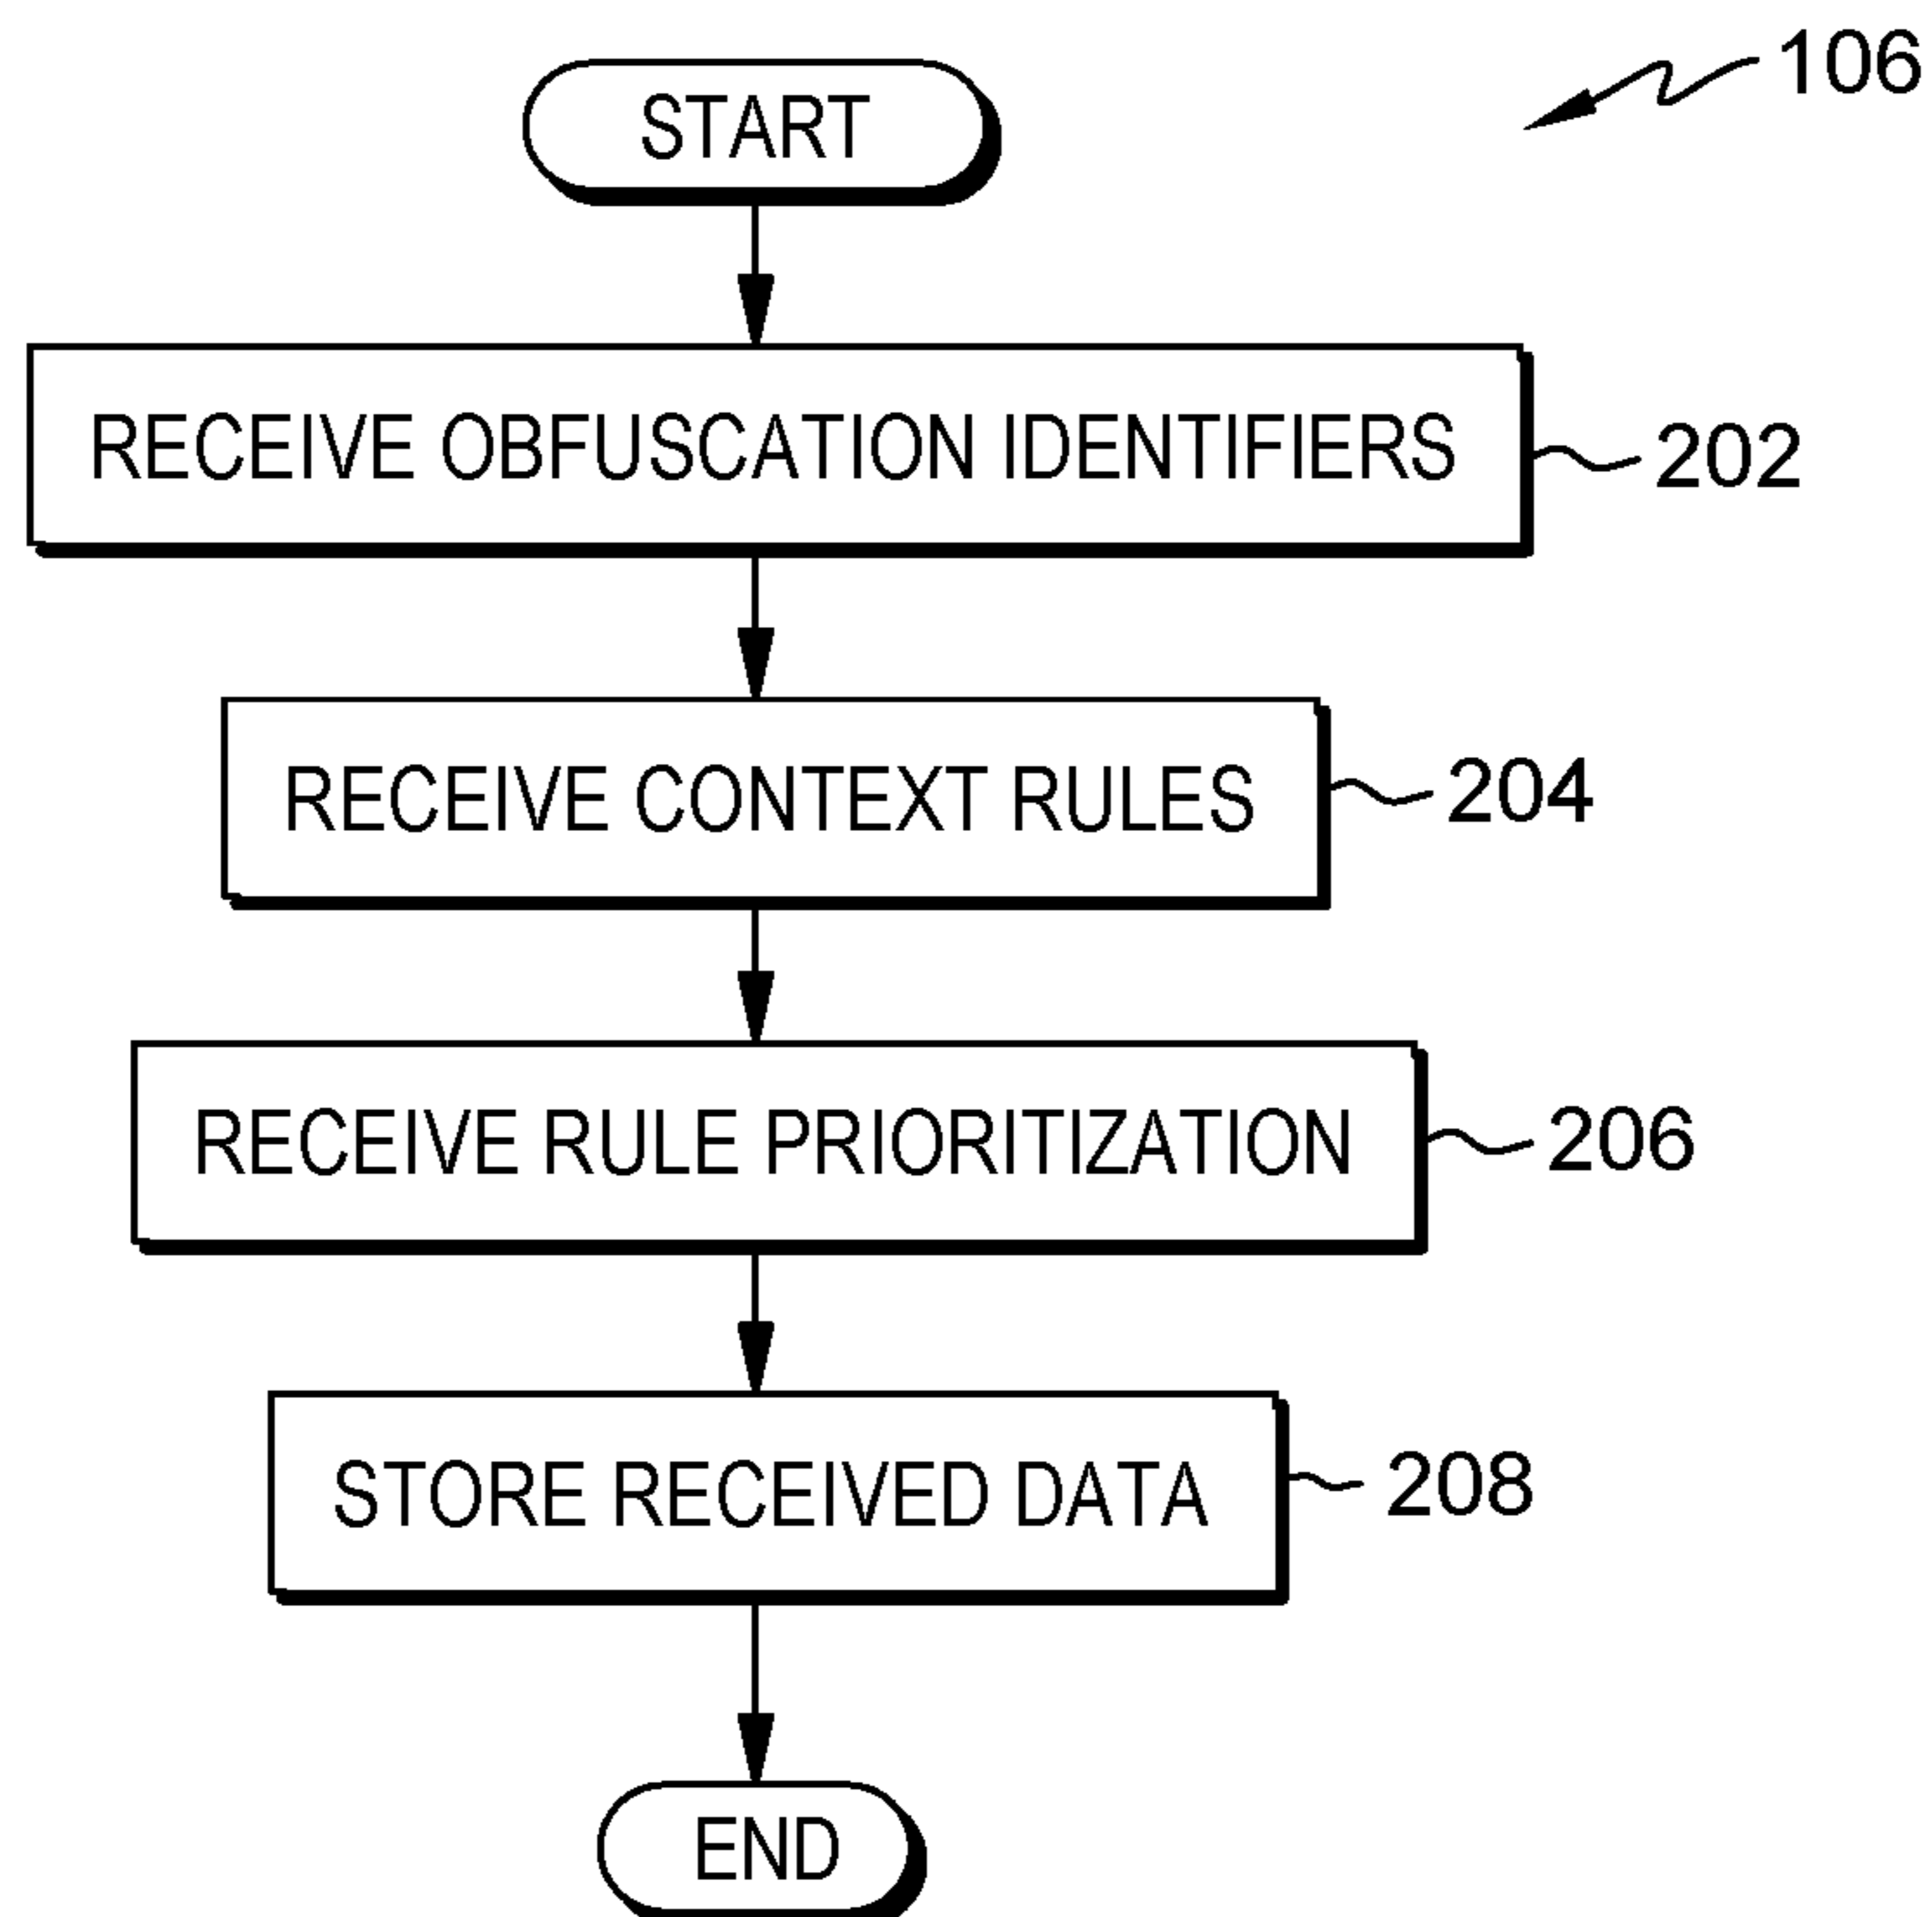 START
106
RECEIVE OBFUSCATION IDENTIFIERS
202
RECEIVE CONTEXT RULES
204
RECEIVE RULE PRIORITIZATION
206
STORE RECEIVED DATA
208
END